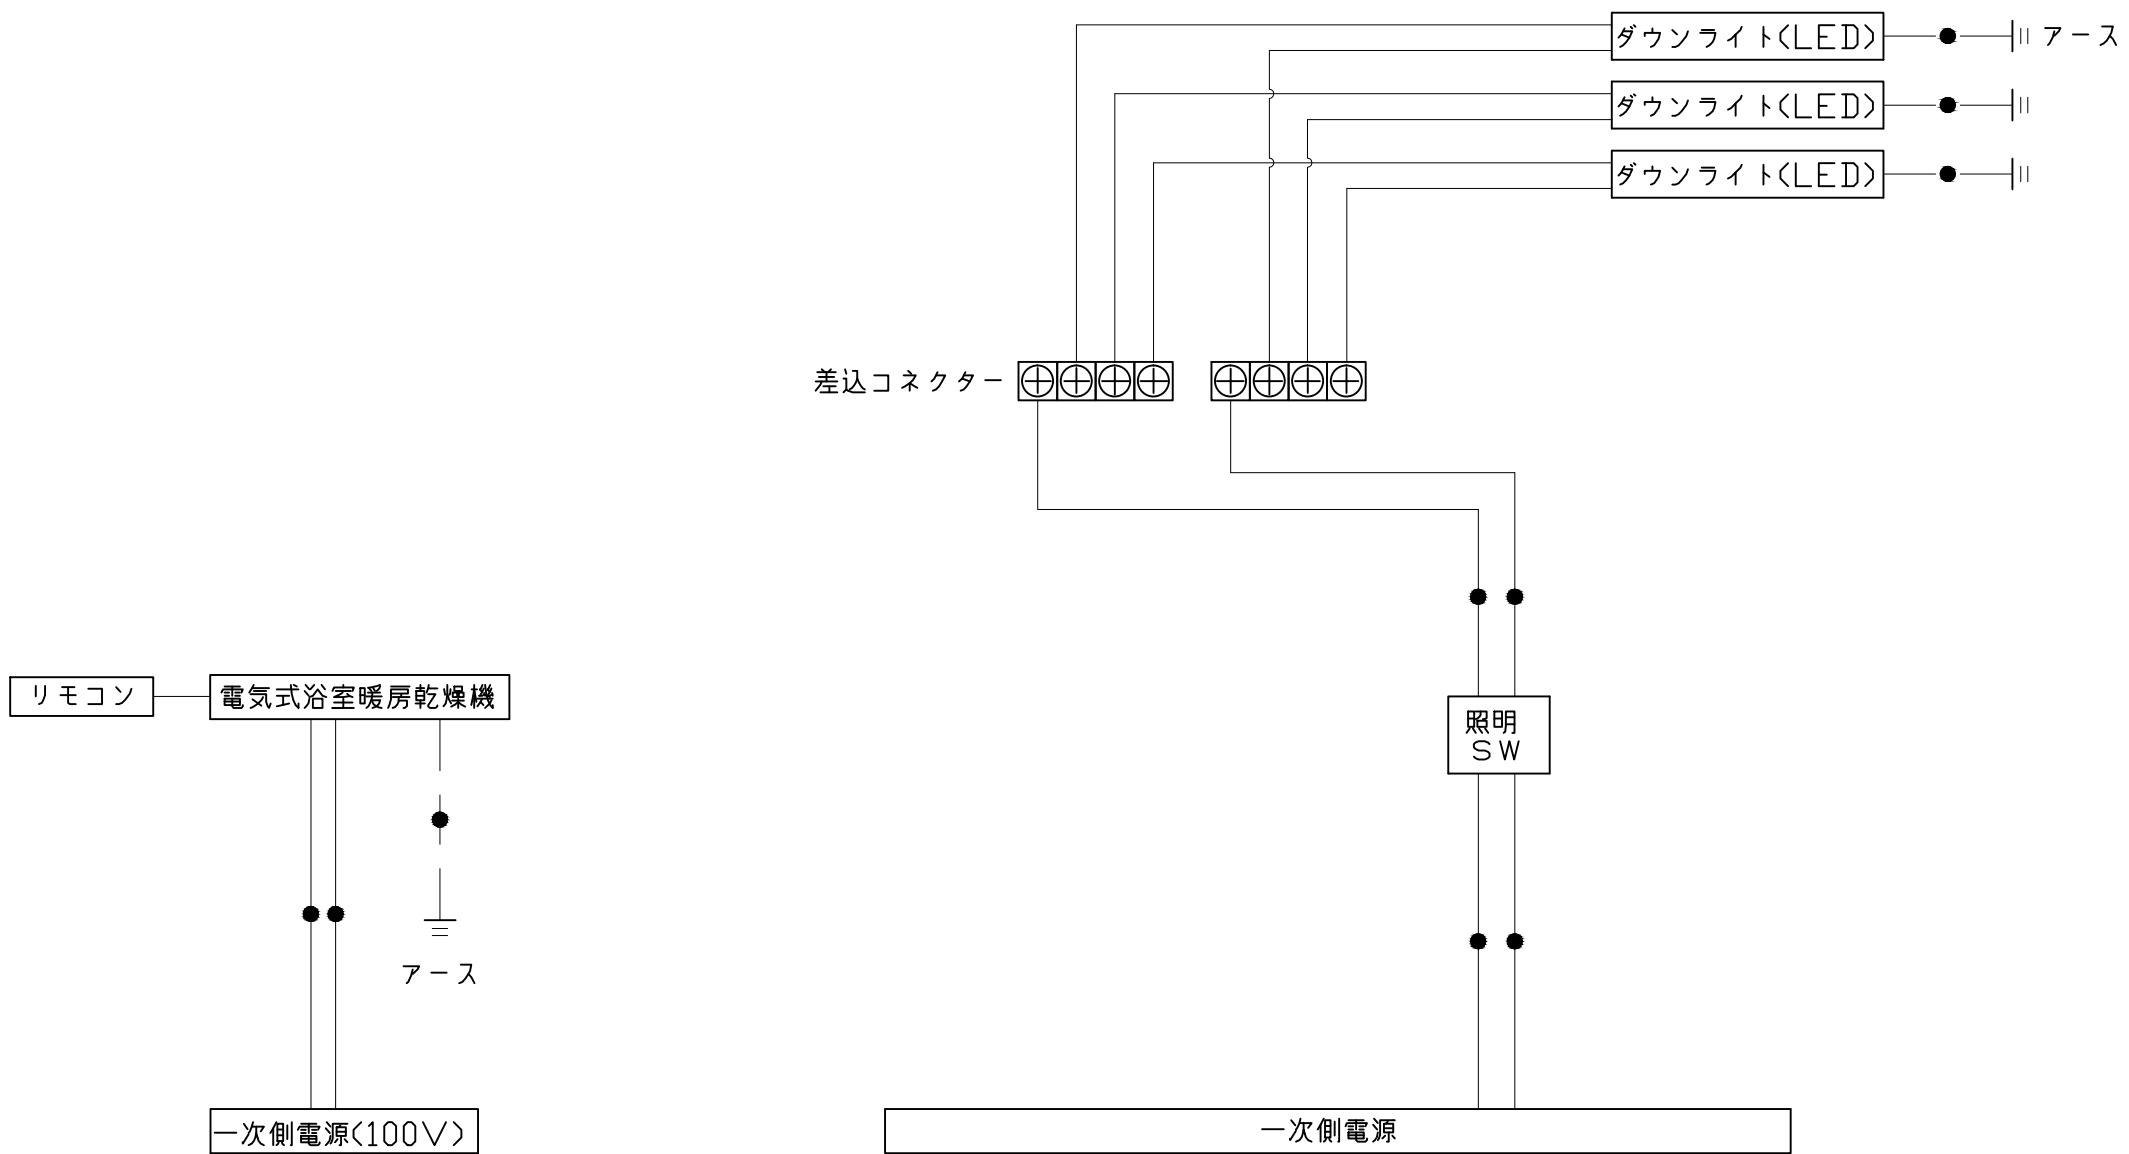 ダウンライト(LED)
アース
ダウンライト(LED)
ダウンライト(LED)
差込コネクター
リモコン
電気式浴室暖房乾燥機
照明
SW
アース
一次側電源(100V)
一次側電源